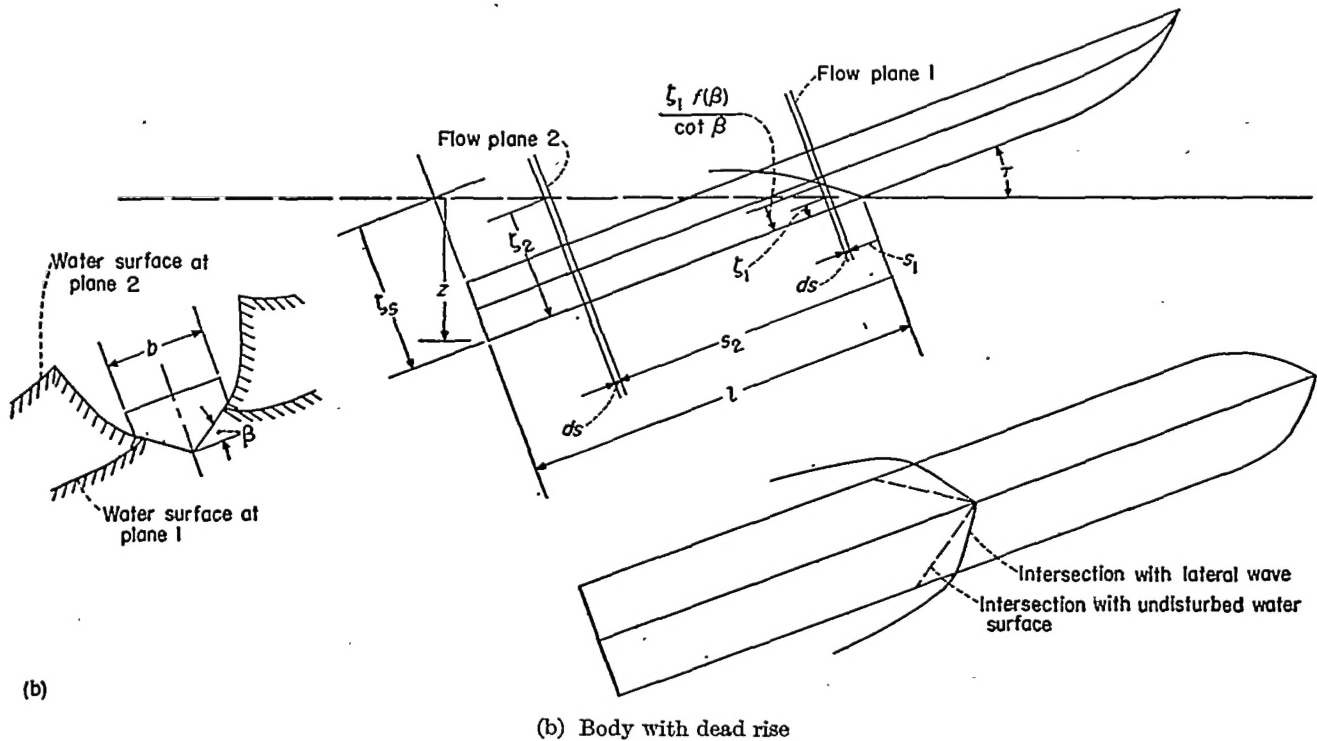 Flow plane 1
ζ₁ f(β)
cot β
Flow plane 2
τ
ζ₂
ζ₁
s₁
ds
Water surface at
plane 2
ζₛ
z
b
s₂
β
ds
l
Water surface at
plane 1
Intersection with lateral wave
Intersection with undisturbed water
surface
(b)
(b) Body with dead rise